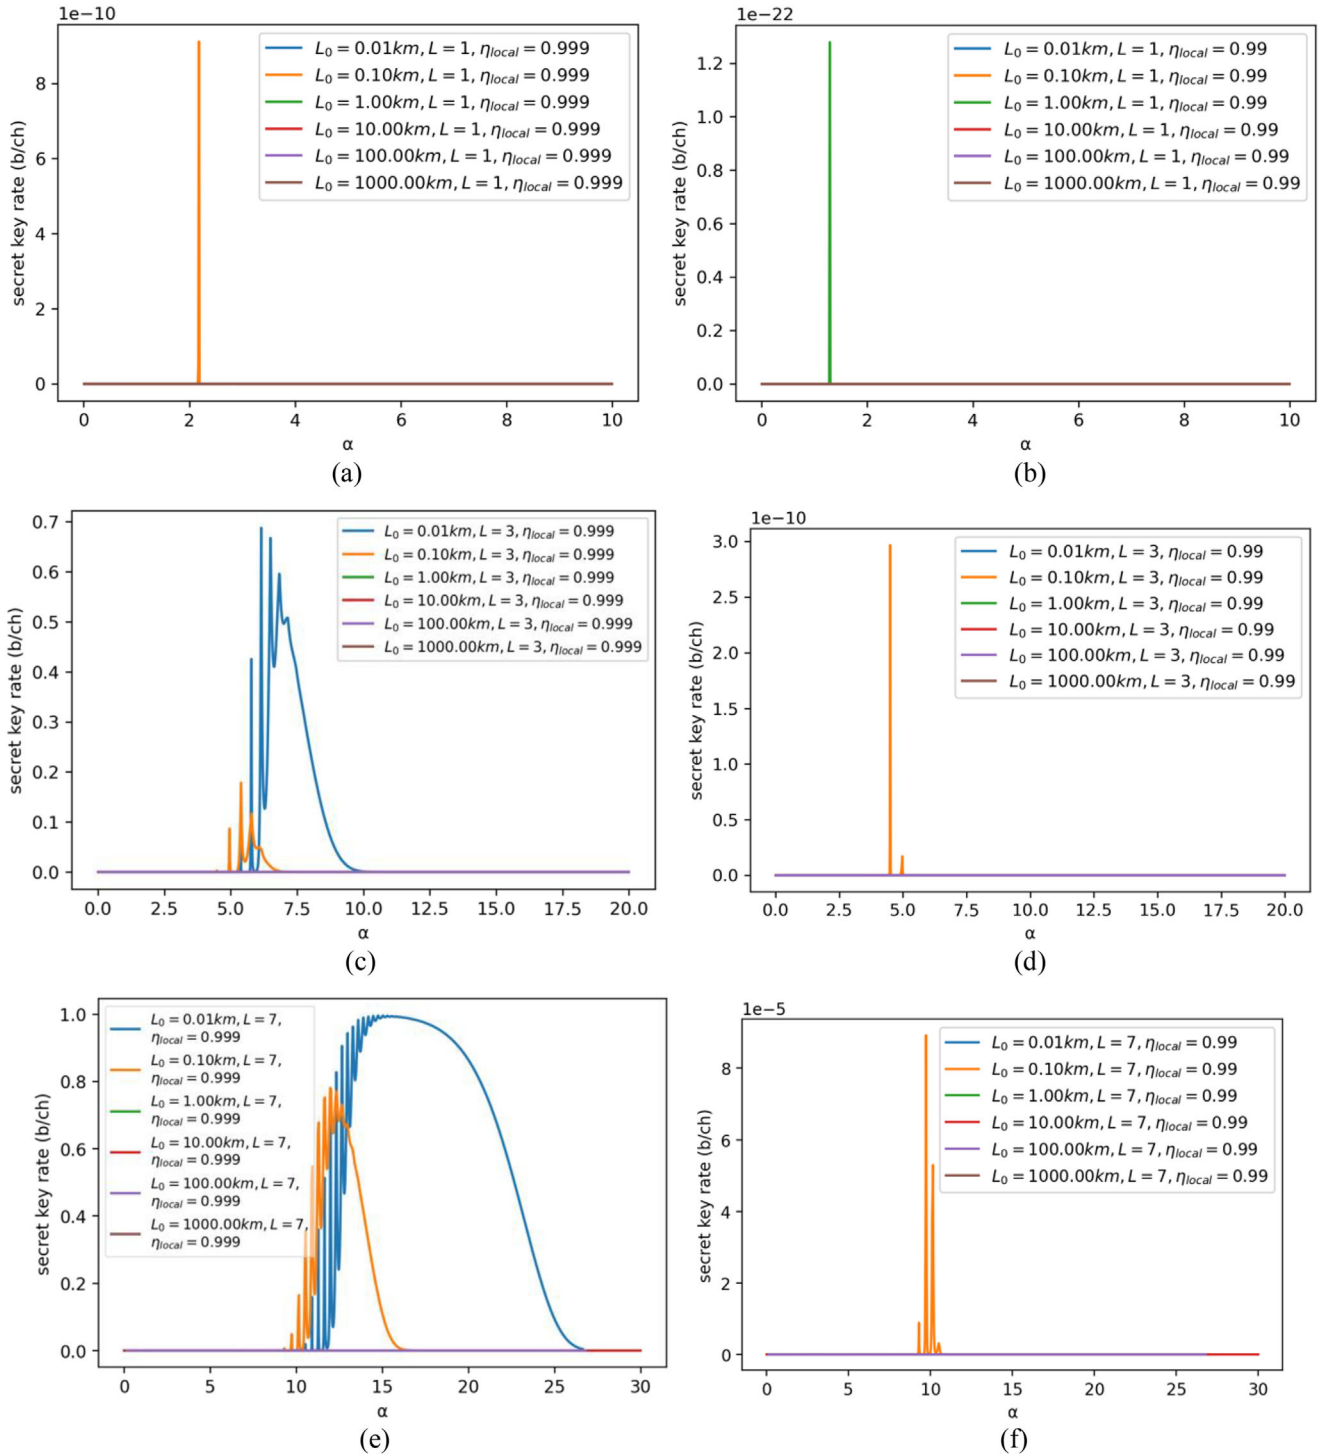 1e−10
L₀ = 0.01km, L = 1, η_local = 0.999
L₀ = 0.10km, L = 1, η_local = 0.999
L₀ = 1.00km, L = 1, η_local = 0.999
L₀ = 10.00km, L = 1, η_local = 0.999
L₀ = 100.00km, L = 1, η_local = 0.999
L₀ = 1000.00km, L = 1, η_local = 0.999
secret key rate (b/ch)
8
6
4
2
0
0 2 4 6 8 10
α
(a)
1e−22
L₀ = 0.01km, L = 1, η_local = 0.99
L₀ = 0.10km, L = 1, η_local = 0.99
L₀ = 1.00km, L = 1, η_local = 0.99
L₀ = 10.00km, L = 1, η_local = 0.99
L₀ = 100.00km, L = 1, η_local = 0.99
L₀ = 1000.00km, L = 1, η_local = 0.99
secret key rate (b/ch)
1.2
1.0
0.8
0.6
0.4
0.2
0.0
0 2 4 6 8 10
α
(b)
L₀ = 0.01km, L = 3, η_local = 0.999
L₀ = 0.10km, L = 3, η_local = 0.999
L₀ = 1.00km, L = 3, η_local = 0.999
L₀ = 10.00km, L = 3, η_local = 0.999
L₀ = 100.00km, L = 3, η_local = 0.999
L₀ = 1000.00km, L = 3, η_local = 0.999
secret key rate (b/ch)
0.7
0.6
0.5
0.4
0.3
0.2
0.1
0.0
0.0 2.5 5.0 7.5 10.0 12.5 15.0 17.5 20.0
α
(c)
1e−10
L₀ = 0.01km, L = 3, η_local = 0.99
L₀ = 0.10km, L = 3, η_local = 0.99
L₀ = 1.00km, L = 3, η_local = 0.99
L₀ = 10.00km, L = 3, η_local = 0.99
L₀ = 100.00km, L = 3, η_local = 0.99
L₀ = 1000.00km, L = 3, η_local = 0.99
secret key rate (b/ch)
3.0
2.5
2.0
1.5
1.0
0.5
0.0
0.0 2.5 5.0 7.5 10.0 12.5 15.0 17.5 20.0
α
(d)
L₀ = 0.01km, L = 7,
η_local = 0.999
L₀ = 0.10km, L = 7,
η_local = 0.999
L₀ = 1.00km, L = 7,
η_local = 0.999
L₀ = 10.00km, L = 7,
η_local = 0.999
L₀ = 100.00km, L = 7,
η_local = 0.999
L₀ = 1000.00km, L = 7,
η_local = 0.999
secret key rate (b/ch)
1.0
0.8
0.6
0.4
0.2
0.0
0 5 10 15 20 25 30
α
(e)
1e−5
L₀ = 0.01km, L = 7, η_local = 0.99
L₀ = 0.10km, L = 7, η_local = 0.99
L₀ = 1.00km, L = 7, η_local = 0.99
L₀ = 10.00km, L = 7, η_local = 0.99
L₀ = 100.00km, L = 7, η_local = 0.99
L₀ = 1000.00km, L = 7, η_local = 0.99
secret key rate (b/ch)
8
6
4
2
0
0 5 10 15 20 25 30
α
(f)